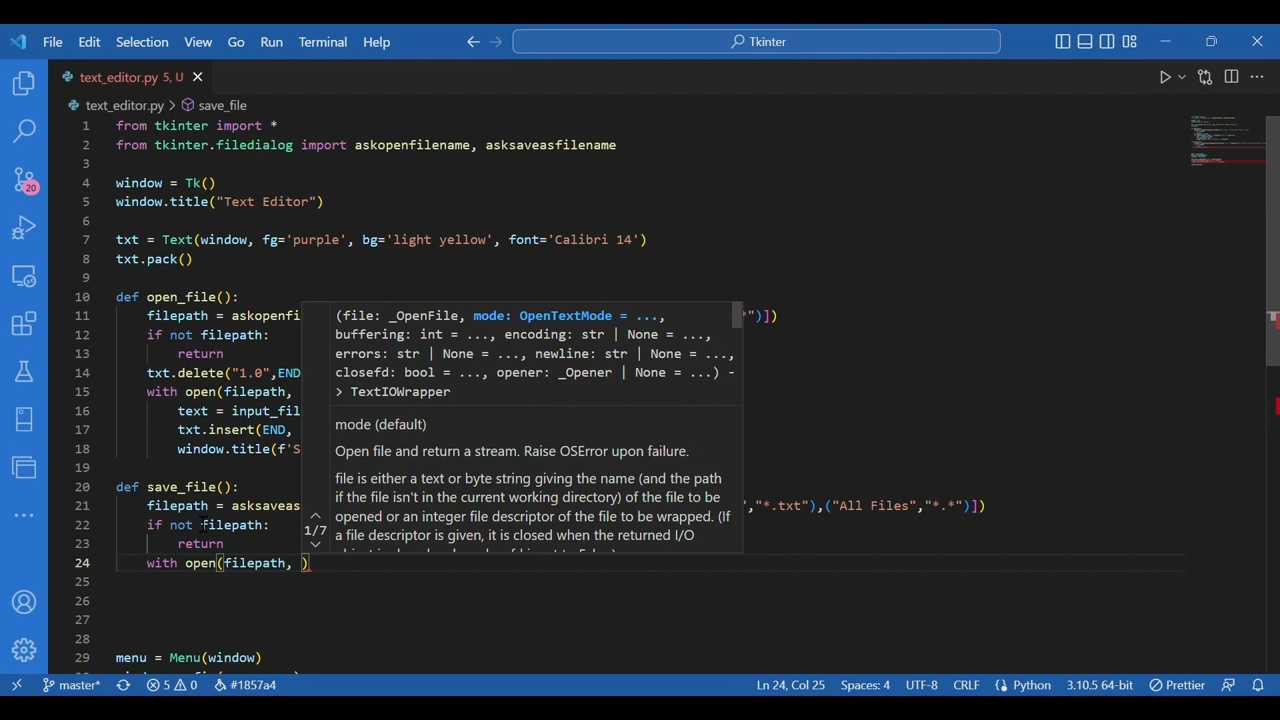 File Edit Selection View Go Run Terminal Help Tkinter
text_editor.py 5, U
text_editor.py > save_file
1 from tkinter import *
2 from tkinter.filedialog import askopenfilename, asksaveasfilename
3
4 window = Tk()
5 window.title("Text Editor")
6
7 txt = Text(window, fg='purple', bg='light yellow', font='Calibri 14')
8 txt.pack()
9
10 def open_file():
11 filepath = askopenfi *")])
12 if not filepath:
13 return
14 txt.delete("1.0",END
15 with open(filepath,
16 text = input_fil
17 txt.insert(END,
18 window.title(f'S
19
20 def save_file():
21 filepath = asksaveas ","*.txt"),("All Files","*.*")])
22 if not filepath:
23 return
24 with open(filepath, )
25
26
27
28
29 menu = Menu(window)
(file: _OpenFile, mode: OpenTextMode = ...,
buffering: int = ..., encoding: str | None = ...,
errors: str | None = ..., newline: str | None = ...,
closefd: bool = ..., opener: _Opener | None = ...) -
> TextIOWrapper
mode (default)
Open file and return a stream. Raise OSError upon failure.
file is either a text or byte string giving the name (and the path
if the file isn't in the current working directory) of the file to be
opened or an integer file descriptor of the file to be wrapped. (If
a file descriptor is given, it is closed when the returned I/O
1/7
20
master* 5 0 #1857a4 Ln 24, Col 25 Spaces: 4 UTF-8 CRLF Python 3.10.5 64-bit Prettier